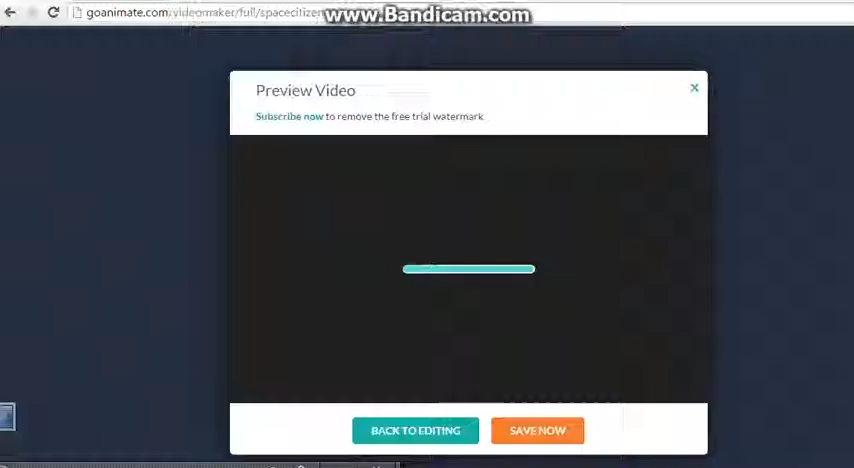 goanimate.com/videomaker/full/spacecitizen
www.Bandicam.com
Preview Video
Subscribe now to remove the free trial watermark
BACK TO EDITING
SAVE NOW